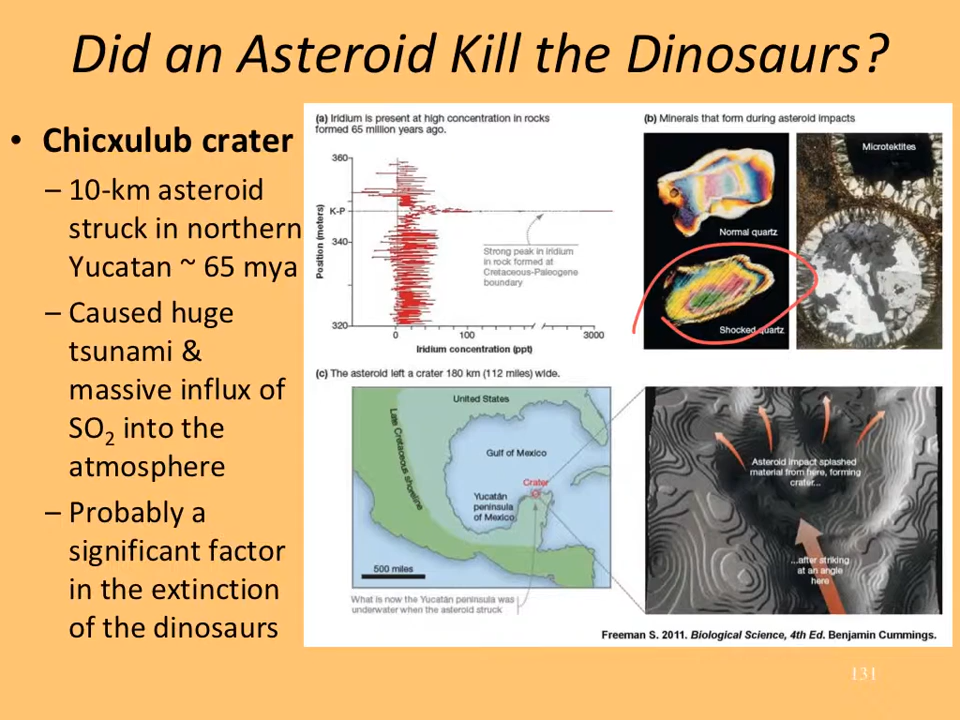 Did an Asteroid Kill the Dinosaurs?
• Chicxulub crater
– 10-km asteroid
struck in northern
Yucatan ~ 65 mya
– Caused huge
tsunami &
massive influx of
SO2 into the
atmosphere
– Probably a
significant factor
in the extinction
of the dinosaurs
(a) Iridium is present at high concentration in rocks
formed 65 million years ago.
360
K-P
340
320
Position (meters)
0
100
3000
Iridium concentration (ppt)
Strong peak in iridium
in rock formed at
Cretaceous-Paleogene
boundary
(b) Minerals that form during asteroid impacts
Normal quartz
Shocked quartz
Microtektites
(c) The asteroid left a crater 180 km (112 miles) wide.
United States
Late Cretaceous shoreline
Gulf of Mexico
Crater
Yucatán
peninsula
of Mexico
500 miles
What is now the Yucatán peninsula was
underwater when the asteroid struck
Asteroid impact splashed
material from here, forming
crater...
...after striking
at an angle
here
Freeman S. 2011. Biological Science, 4th Ed. Benjamin Cummings.
131